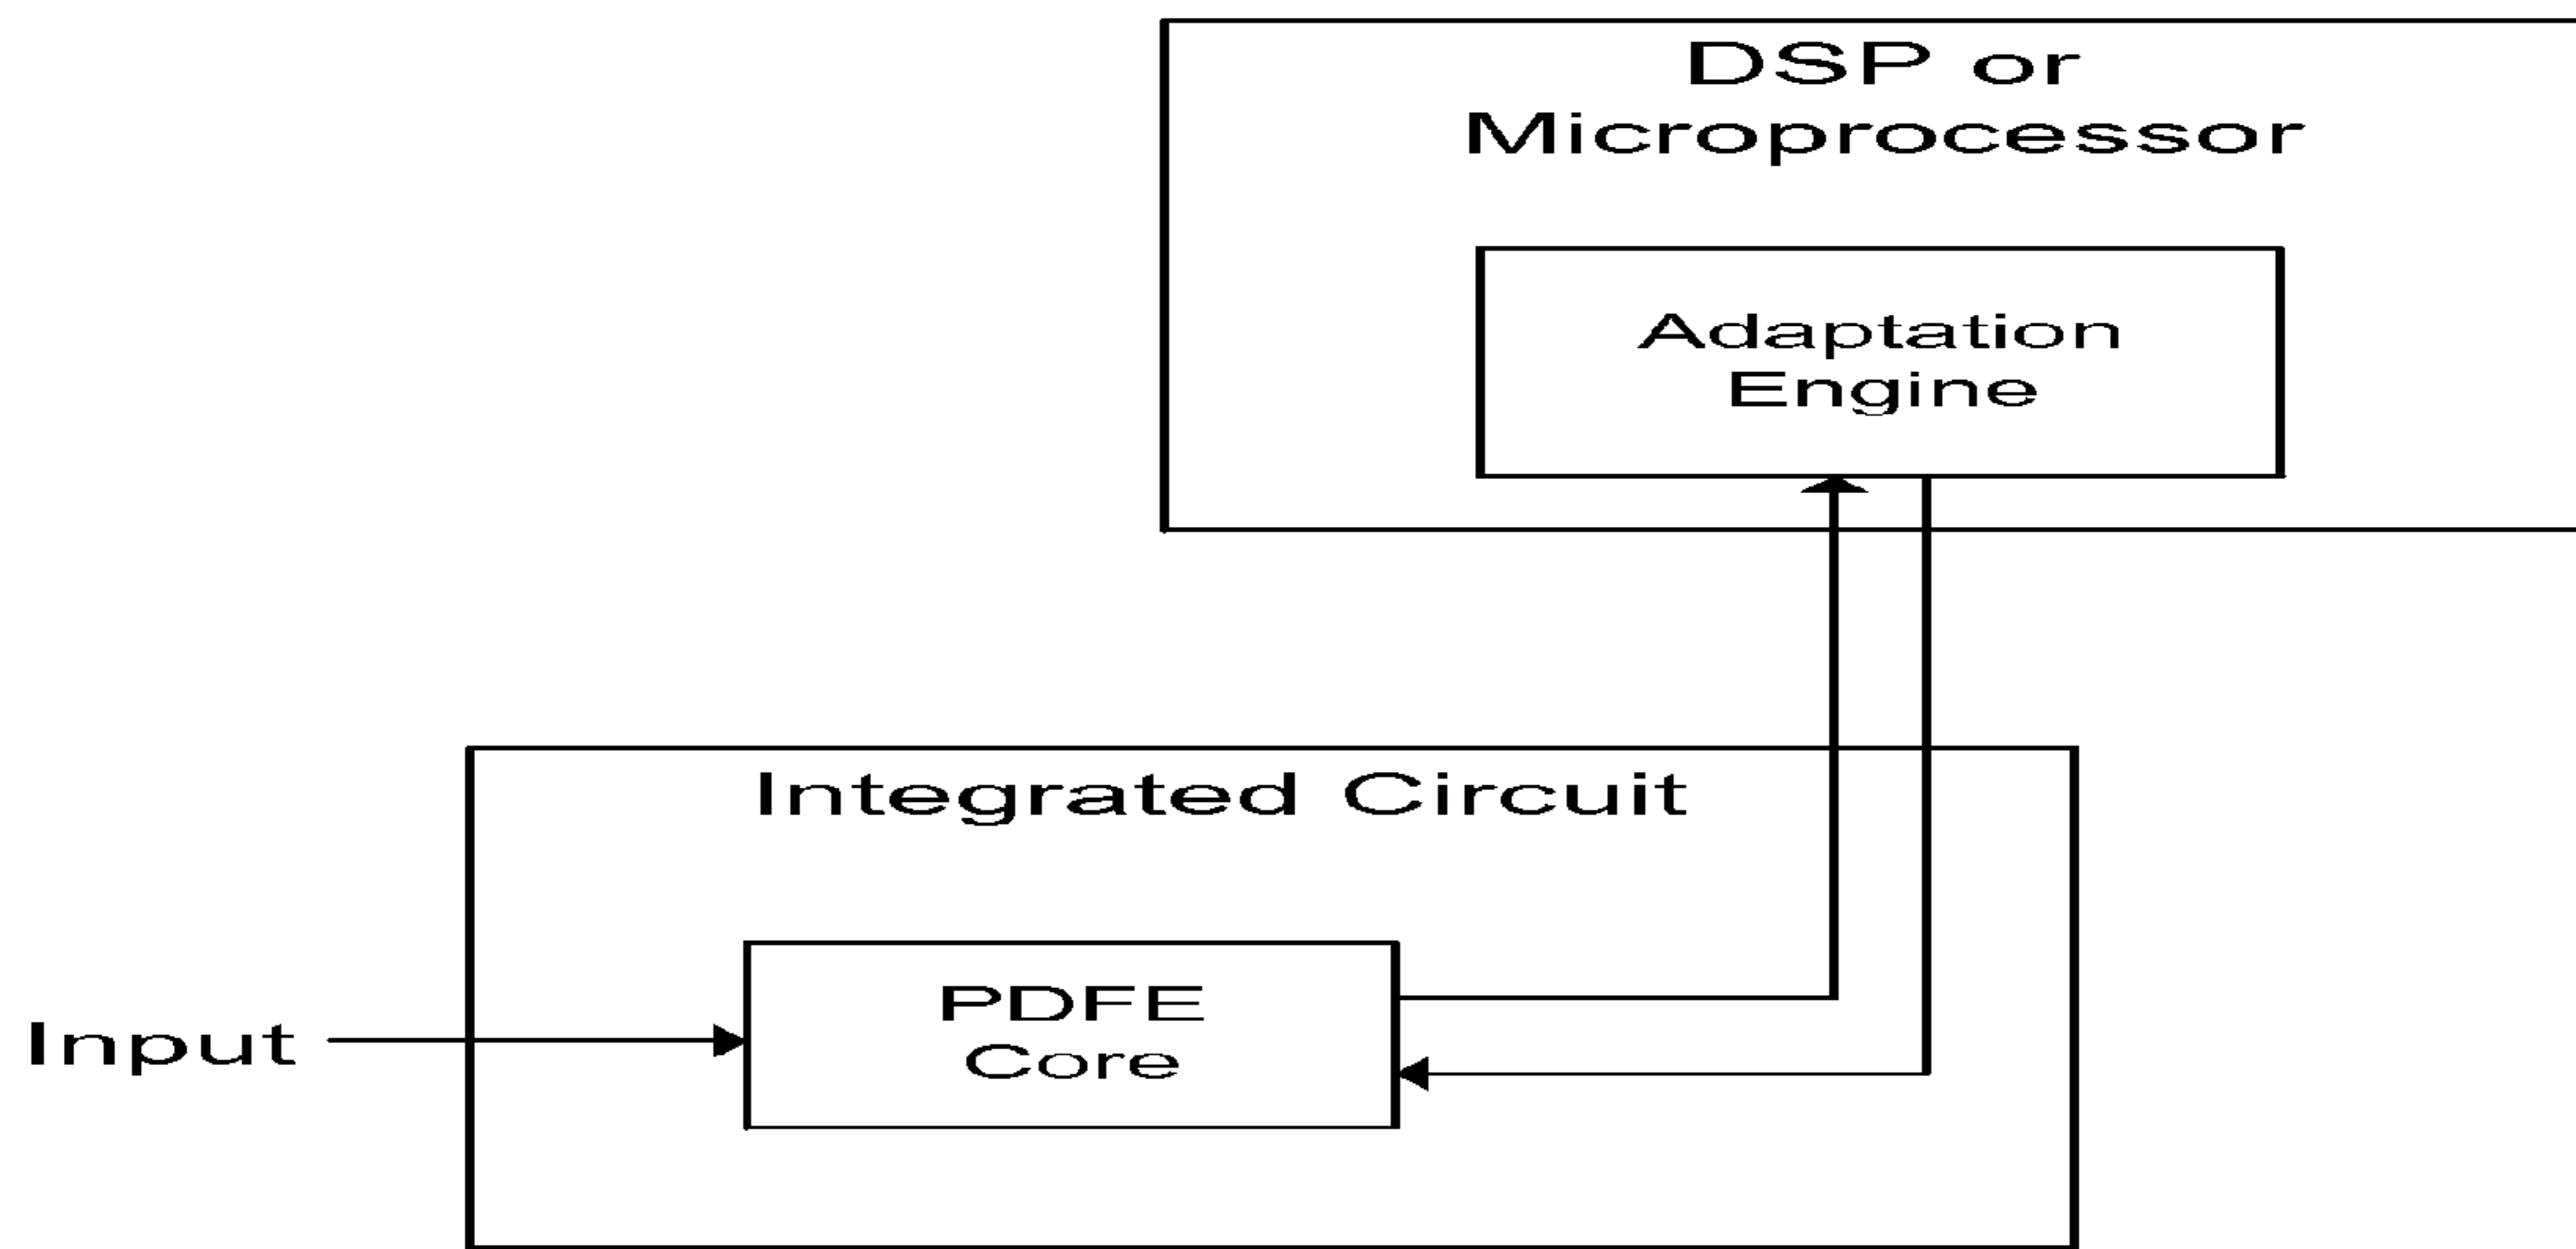 DSP or
Microprocessor
Adaptation
Engine
Integrated Circuit
PDFE
Core
Input